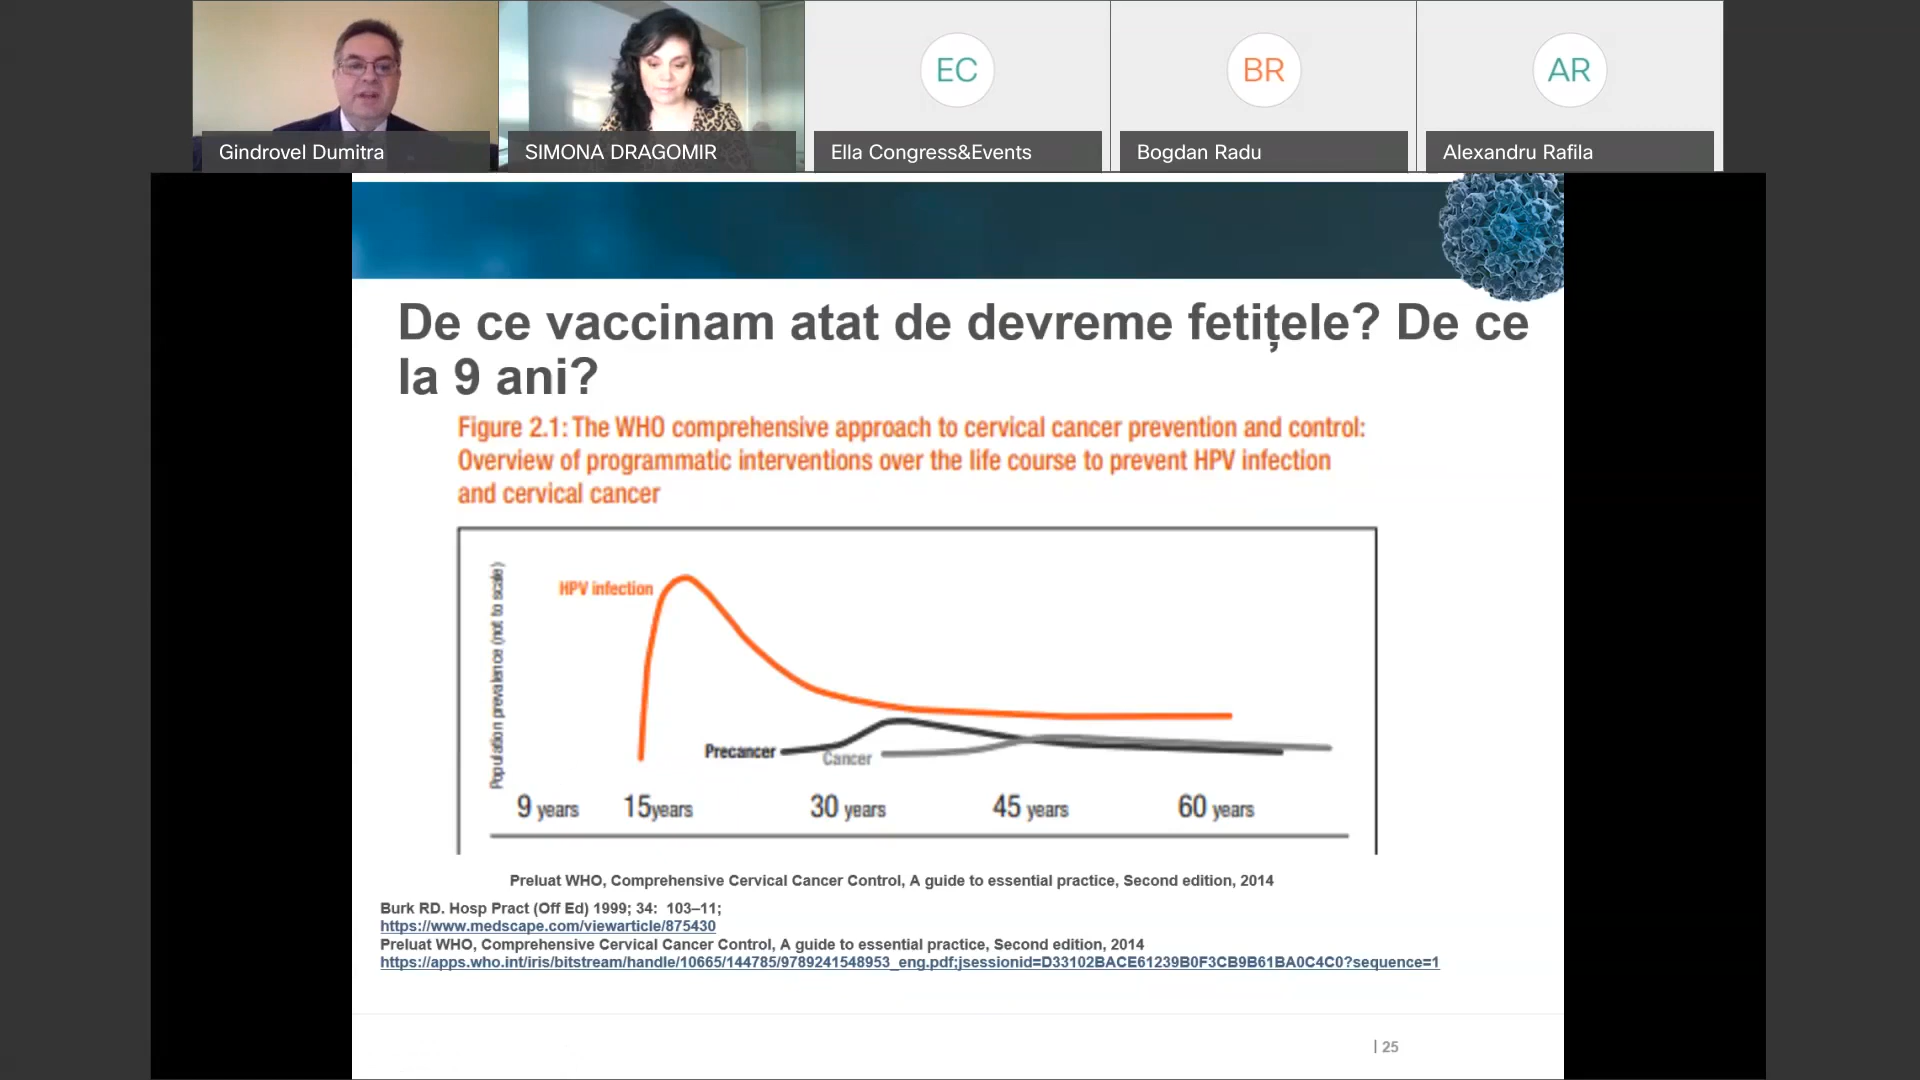 EC
BR
AR
Gindrovel Dumitra
SIMONA DRAGOMIR
Ella Congress&Events
Bogdan Radu
Alexandru Rafila
De ce vaccinam atat de devreme fetițele? De ce
la 9 ani?
Figure 2.1: The WHO comprehensive approach to cervical cancer prevention and control:
Overview of programmatic interventions over the life course to prevent HPV infection
and cervical cancer
Population prevalence (not to scale)
HPV infection
Precancer
Cancer
9 years 15years 30 years 45 years 60 years
Preluat WHO, Comprehensive Cervical Cancer Control, A guide to essential practice, Second edition, 2014
Burk RD. Hosp Pract (Off Ed) 1999; 34: 103–11;
https://www.medscape.com/viewarticle/875430
Preluat WHO, Comprehensive Cervical Cancer Control, A guide to essential practice, Second edition, 2014
https://apps.who.int/iris/bitstream/handle/10665/144785/9789241548953_eng.pdf;jsessionid=D33102BACE61239B0F3CB9B61BA0C4C0?sequence=1
| 25